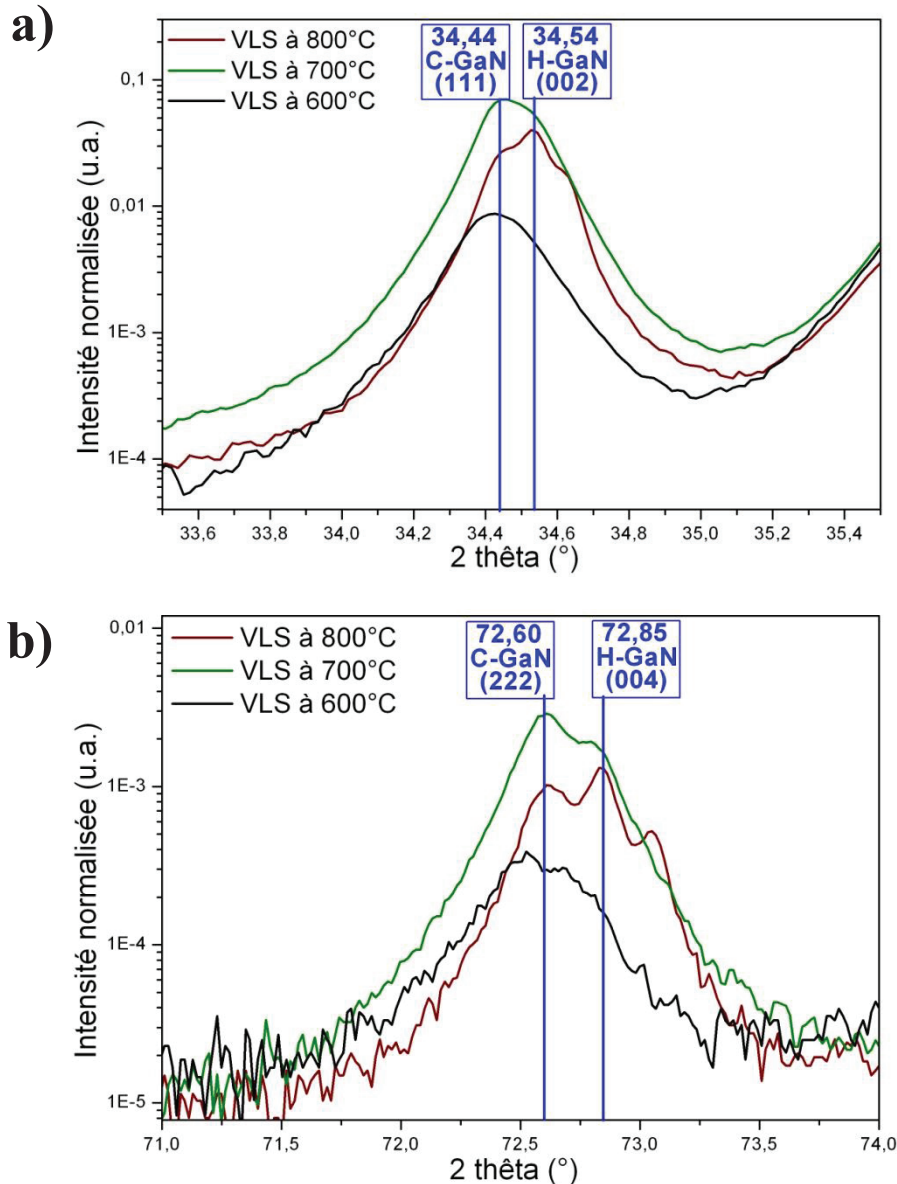 a)
VLS à 800°C
VLS à 700°C
VLS à 600°C
34,44
C-GaN
(111)
34,54
H-GaN
(002)
Intensité normalisée (u.a.)
0,1
0,01
1E-3
1E-4
33,6 33,8 34,0 34,2 34,4 34,6 34,8 35,0 35,2 35,4
2 thêta (°)
b)
VLS à 800°C
VLS à 700°C
VLS à 600°C
72,60
C-GaN
(222)
72,85
H-GaN
(004)
Intensité normalisée (u.a.)
0,01
1E-3
1E-4
1E-5
71,0 71,5 72,0 72,5 73,0 73,5 74,0
2 thêta (°)